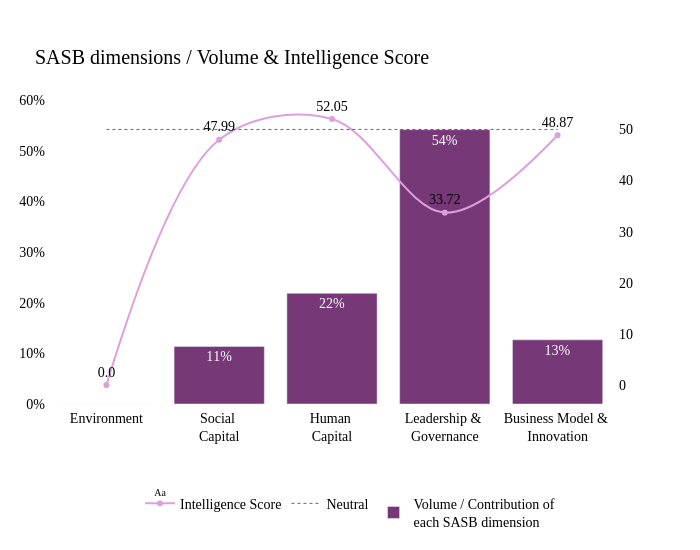 SASB dimensions / Volume & Intelligence Score
60%
50%
40%
30%
20%
10%
0%
50
40
30
20
10
0
0.0
47.99
52.05
33.72
48.87
11%
22%
54%
13%
Environment
Social
Capital
Human
Capital
Leadership &
Governance
Business Model &
Innovation
Aa
Intelligence Score
Neutral
Volume / Contribution of
each SASB dimension